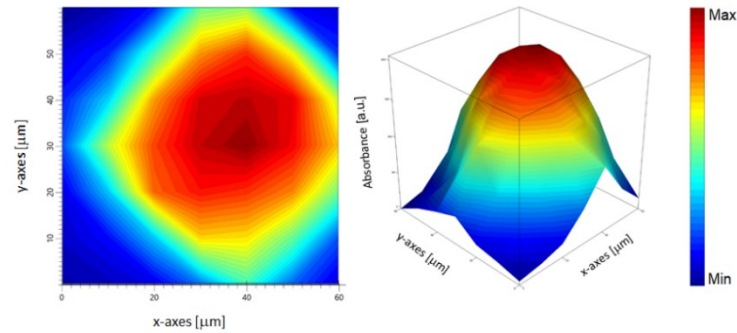 50
40
30
20
10
0
20
40
60
y-axes [μm]
x-axes [μm]
Absorbance [a.u.]
y-axes [μm]
x-axes [μm]
Max
Min